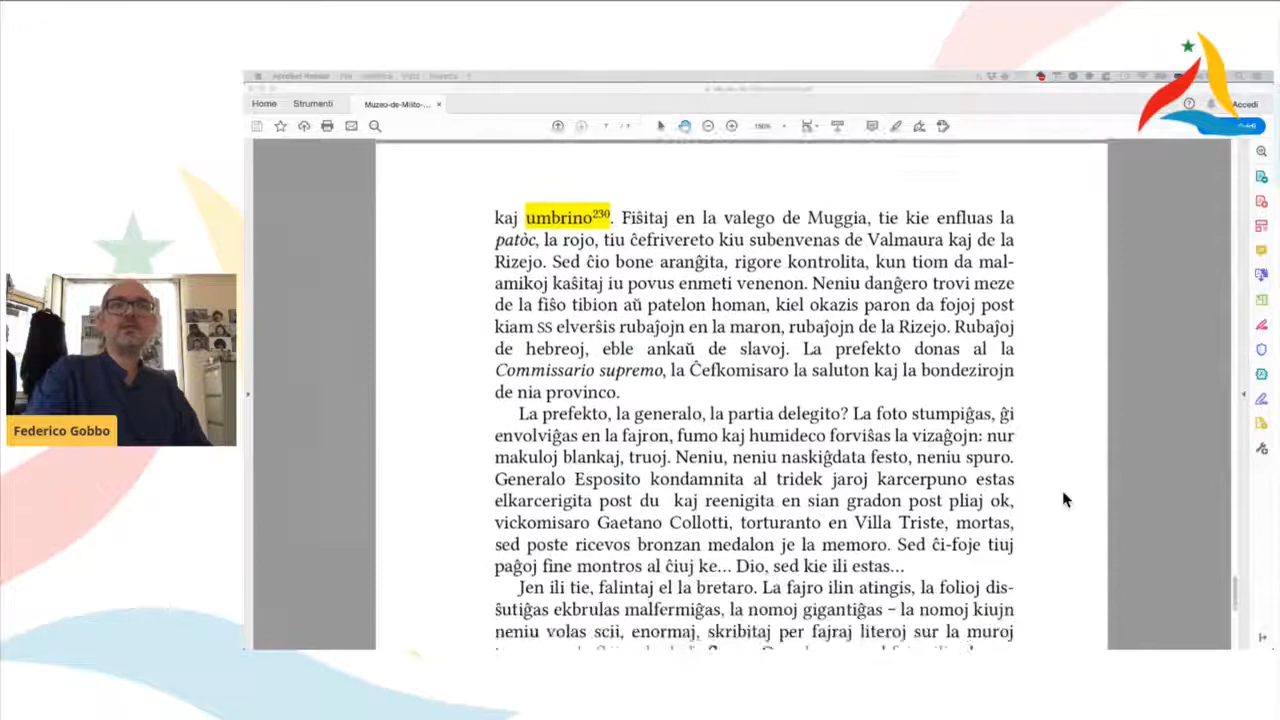 Home Strumenti Muzeo-de-Milito-... × Accedi
7 / 7 150%
kaj umbrino²³⁰. Fiŝitaj en la valego de Muggia, tie kie enfluas la
patòc, la rojo, tiu ĉefrivereto kiu subenvenas de Valmaura kaj de la
Rizejo. Sed ĉio bone aranĝita, rigore kontrolita, kun tiom da mal-
amikoj kaŝitaj iu povus enmeti venenon. Neniu danĝero trovi meze
de la fiŝo tibion aŭ patelon homan, kiel okazis paron da fojoj post
kiam SS elverŝis rubaĵojn en la maron, rubaĵojn de la Rizejo. Rubaĵoj
de hebreoj, eble ankaŭ de slavoj. La prefekto donas al la
Commissario supremo, la Ĉefkomisaro la saluton kaj la bondezirojn
de nia provinco.
La prefekto, la generalo, la partia delegito? La foto stumpiĝas, ĝi
envolviĝas en la fajron, fumo kaj humideco forviŝas la vizaĝojn: nur
makuloj blankaj, truoj. Neniu, neniu naskiĝdata festo, neniu spuro.
Generalo Esposito kondamnita al tridek jaroj karcerpuno estas
elkarcerigita post du kaj reenigita en sian gradon post pliaj ok,
vickomisaro Gaetano Collotti, torturanto en Villa Triste, mortas,
sed poste ricevos bronzan medalon je la memoro. Sed ĉi-foje tiuj
paĝoj fine montros al ĉiuj ke... Dio, sed kie ili estas...
Jen ili tie, falintaj el la bretaro. La fajro ilin atingis, la folioj dis-
ŝutiĝas ekbrulas malfermiĝas, la nomoj gigantiĝas – la nomoj kiujn
neniu volas scii, enormaj, skribitaj per fajraj literoj sur la muroj
Federico Gobbo